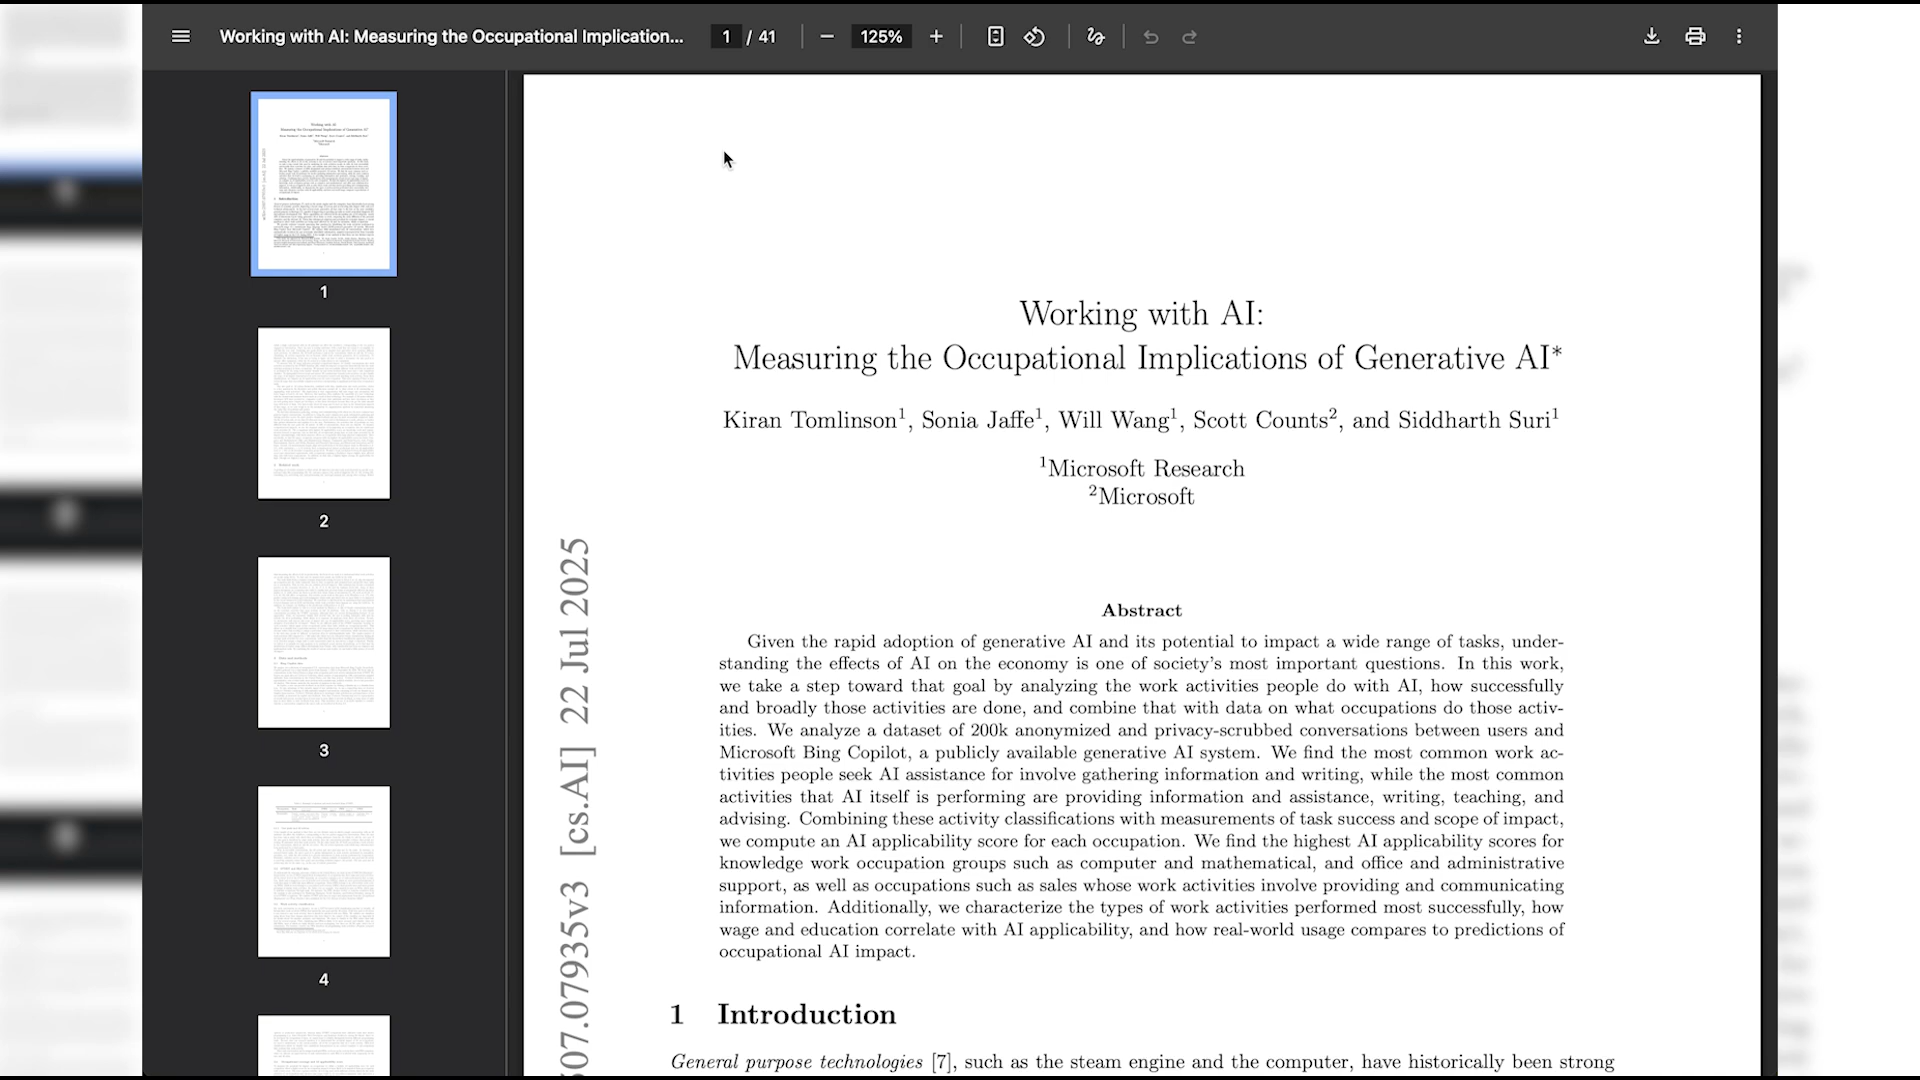 Working with AI: Measuring the Occupational Implication...
1 / 41
125%
1
2
3
4
Working with AI:
Measuring the Occupational Implications of Generative AI*
Kiran Tomlinson1, Sonia Jaffe1, Will Wang1, Scott Counts2, and Siddharth Suri1
1Microsoft Research
2Microsoft
507.07935v3 [cs.AI] 22 Jul 2025
Abstract
Given the rapid adoption of generative AI and its potential to impact a wide range of tasks, under-
standing the effects of AI on the economy is one of society's most important questions. In this work,
we take a step toward that goal by analyzing the work activities people do with AI, how successfully
and broadly those activities are done, and combine that with data on what occupations do those activ-
ities. We analyze a dataset of 200k anonymized and privacy-scrubbed conversations between users and
Microsoft Bing Copilot, a publicly available generative AI system. We find the most common work ac-
tivities people seek AI assistance for involve gathering information and writing, while the most common
activities that AI itself is performing are providing information and assistance, writing, teaching, and
advising. Combining these activity classifications with measurements of task success and scope of impact,
we compute an AI applicability score for each occupation. We find the highest AI applicability scores for
knowledge work occupation groups such as computer and mathematical, and office and administrative
support, as well as occupations such as sales whose work activities involve providing and communicating
information. Additionally, we characterize the types of work activities performed most successfully, how
wage and education correlate with AI applicability, and how real-world usage compares to predictions of
occupational AI impact.
1 Introduction
General purpose technologies [7], such as the steam engine and the computer, have historically been strong